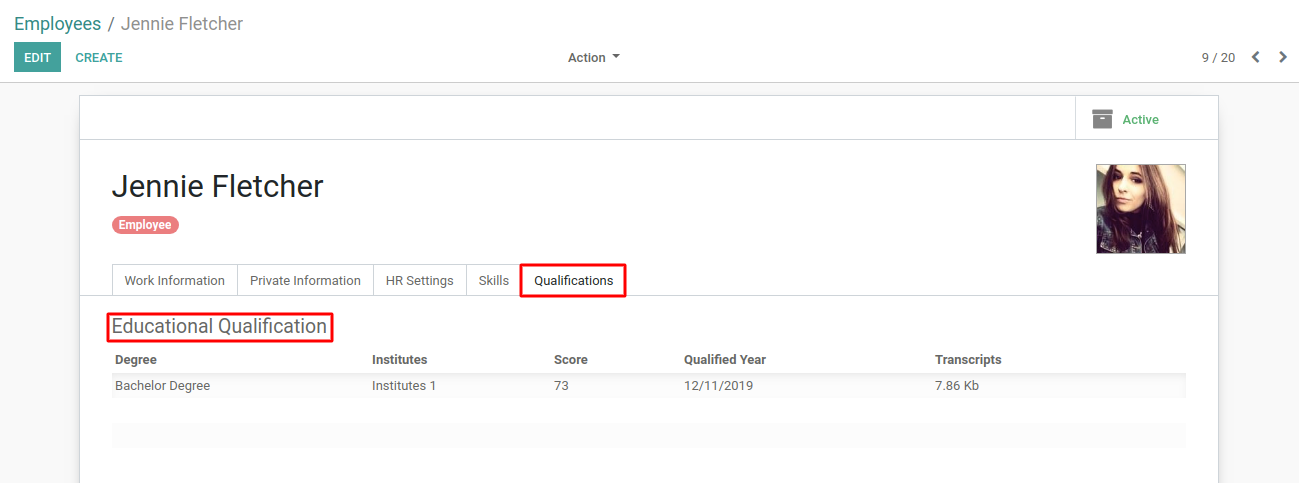 Employees / Jennie Fletcher
EDIT CREATE Action 9 / 20
Active
Jennie Fletcher
Employee
Work Information Private Information HR Settings Skills Qualifications
Educational Qualification
Degree Institutes Score Qualified Year Transcripts
Bachelor Degree Institutes 1 73 12/11/2019 7.86 Kb